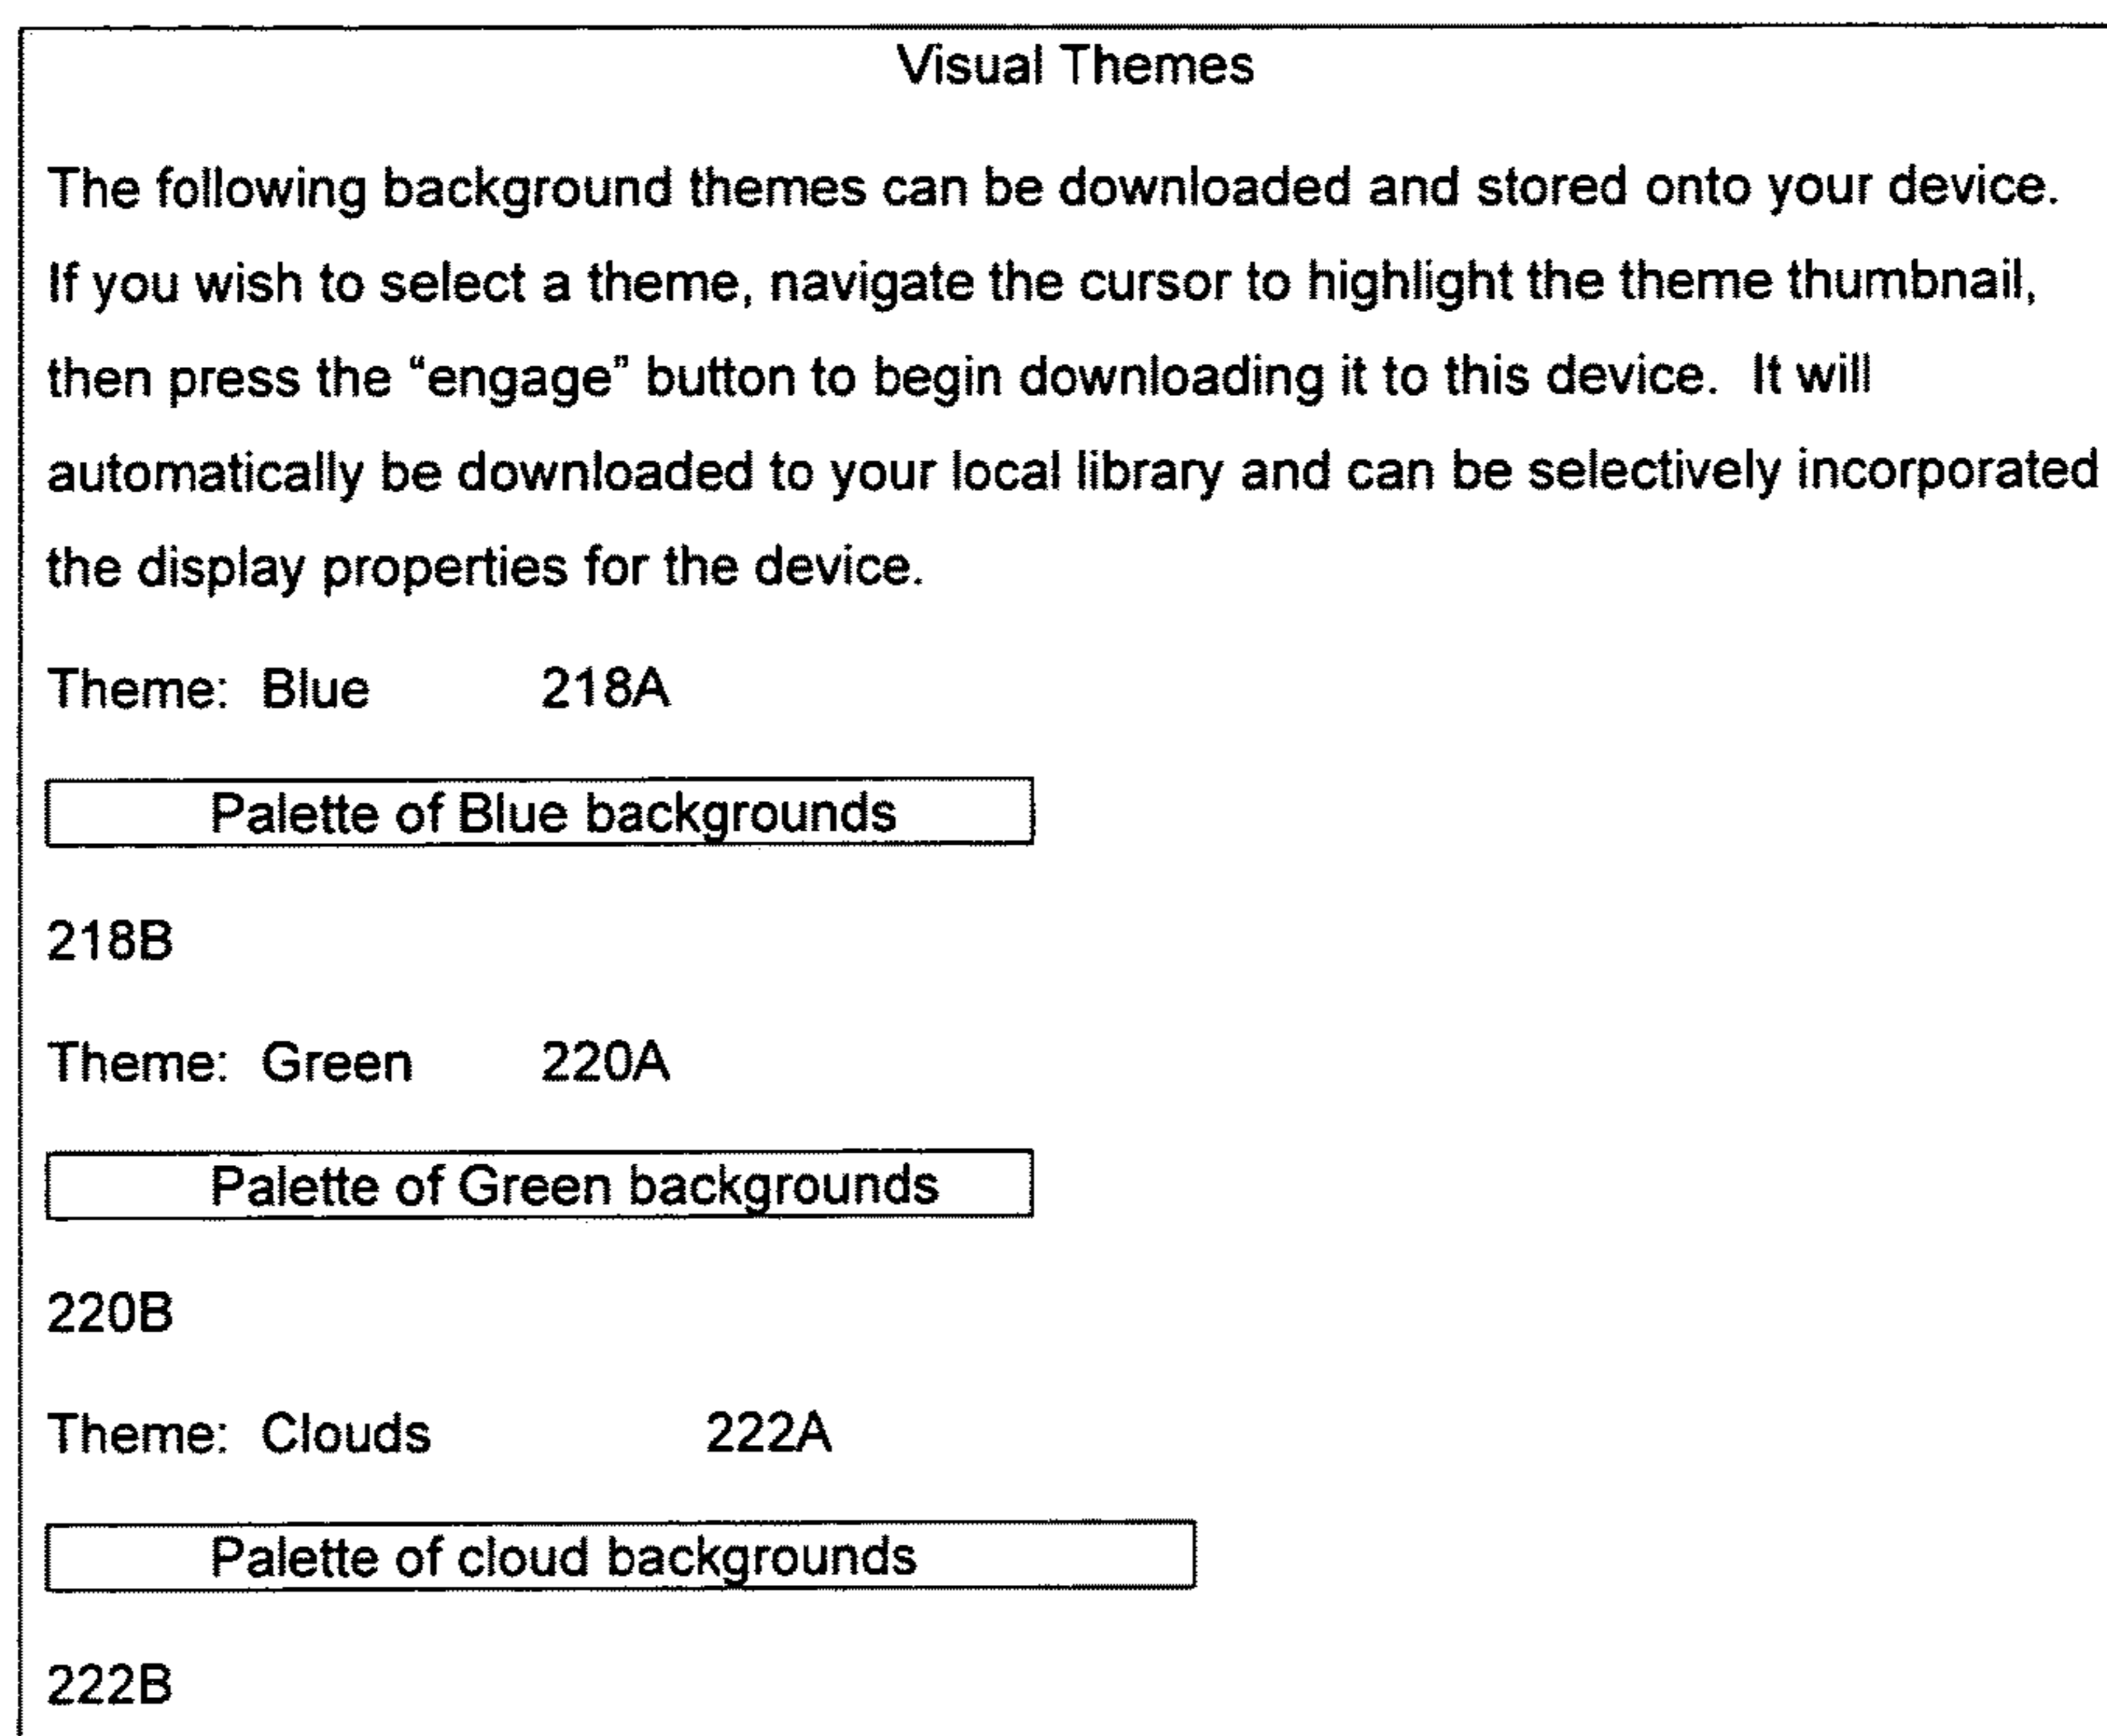 Visual Themes
The following background themes can be downloaded and stored onto your device.
If you wish to select a theme, navigate the cursor to highlight the theme thumbnail,
then press the “engage” button to begin downloading it to this device. It will
automatically be downloaded to your local library and can be selectively incorporated
the display properties for the device.
Theme: Blue 218A
Palette of Blue backgrounds
218B
Theme: Green 220A
Palette of Green backgrounds
220B
Theme: Clouds 222A
Palette of cloud backgrounds
222B